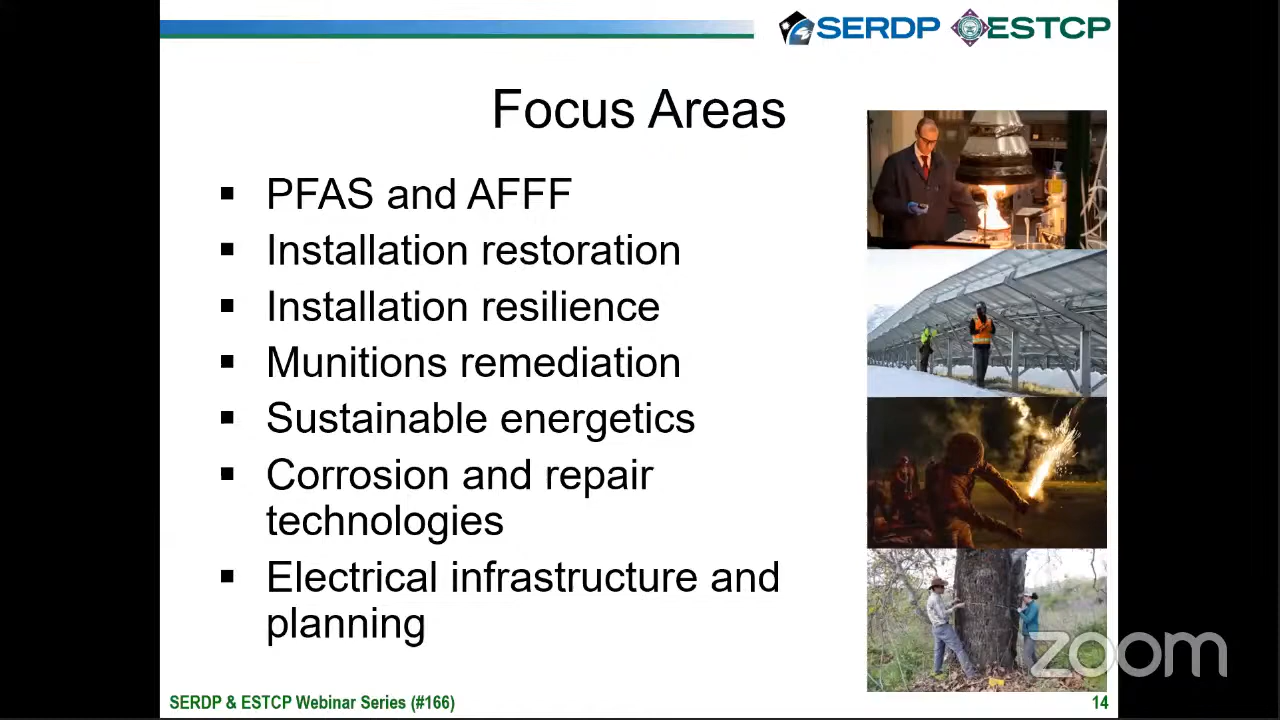 SERDP ESTCP
Focus Areas
▪ PFAS and AFFF
▪ Installation restoration
▪ Installation resilience
▪ Munitions remediation
▪ Sustainable energetics
▪ Corrosion and repair
technologies
▪ Electrical infrastructure and
planning
zoom
SERDP & ESTCP Webinar Series (#166)
14